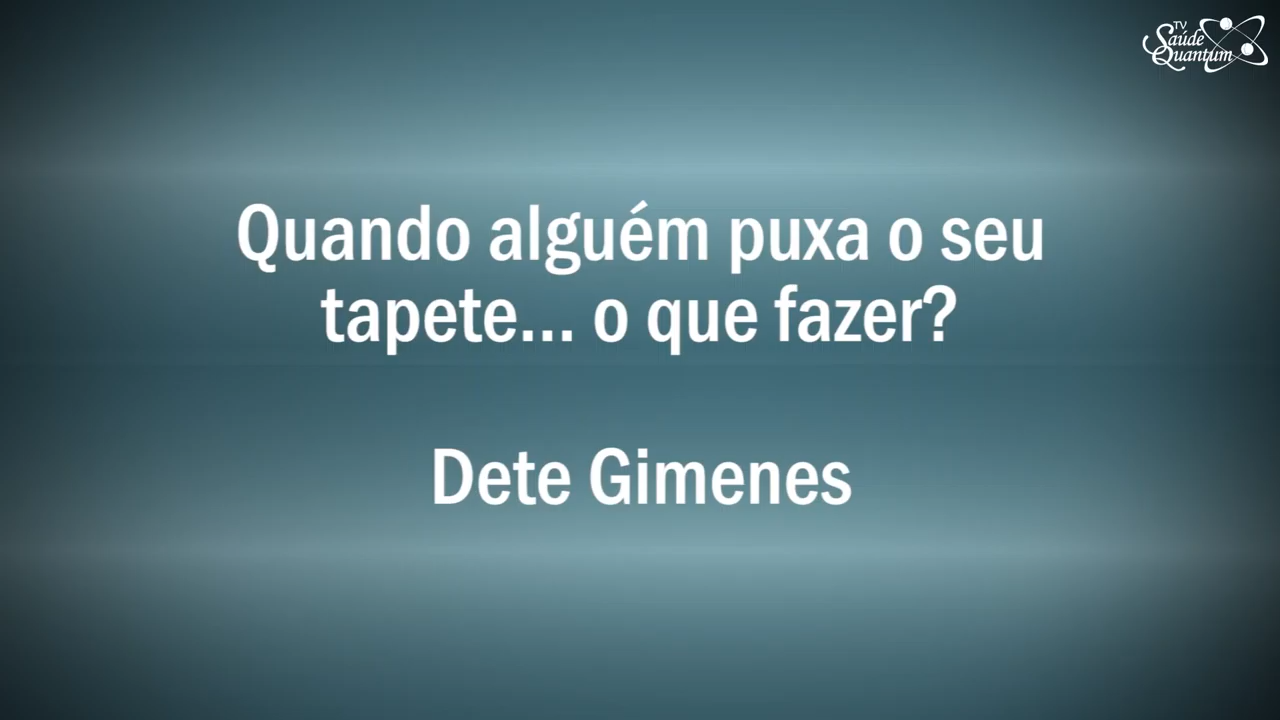 TV
Saúde
Quantum
Quando alguém puxa o seu
tapete... o que fazer?
Dete Gimenes